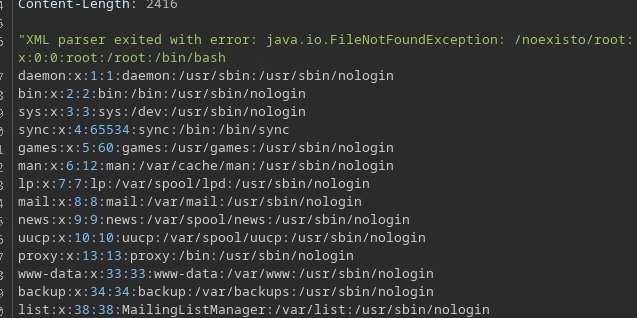 Content-Length: 2416
"XML parser exited with error: java.io.FileNotFoundException: /noexisto/root:
x:0:0:root:/root:/bin/bash
daemon:x:1:1:daemon:/usr/sbin:/usr/sbin/nologin
bin:x:2:2:bin:/bin:/usr/sbin/nologin
sys:x:3:3:sys:/dev:/usr/sbin/nologin
sync:x:4:65534:sync:/bin:/bin/sync
games:x:5:60:games:/usr/games:/usr/sbin/nologin
man:x:6:12:man:/var/cache/man:/usr/sbin/nologin
lp:x:7:7:lp:/var/spool/lpd:/usr/sbin/nologin
mail:x:8:8:mail:/var/mail:/usr/sbin/nologin
news:x:9:9:news:/var/spool/news:/usr/sbin/nologin
uucp:x:10:10:uucp:/var/spool/uucp:/usr/sbin/nologin
proxy:x:13:13:proxy:/bin:/usr/sbin/nologin
www-data:x:33:33:www-data:/var/www:/usr/sbin/nologin
backup:x:34:34:backup:/var/backups:/usr/sbin/nologin
list:x:38:38:MailingListManager:/var/list:/usr/sbin/nologin